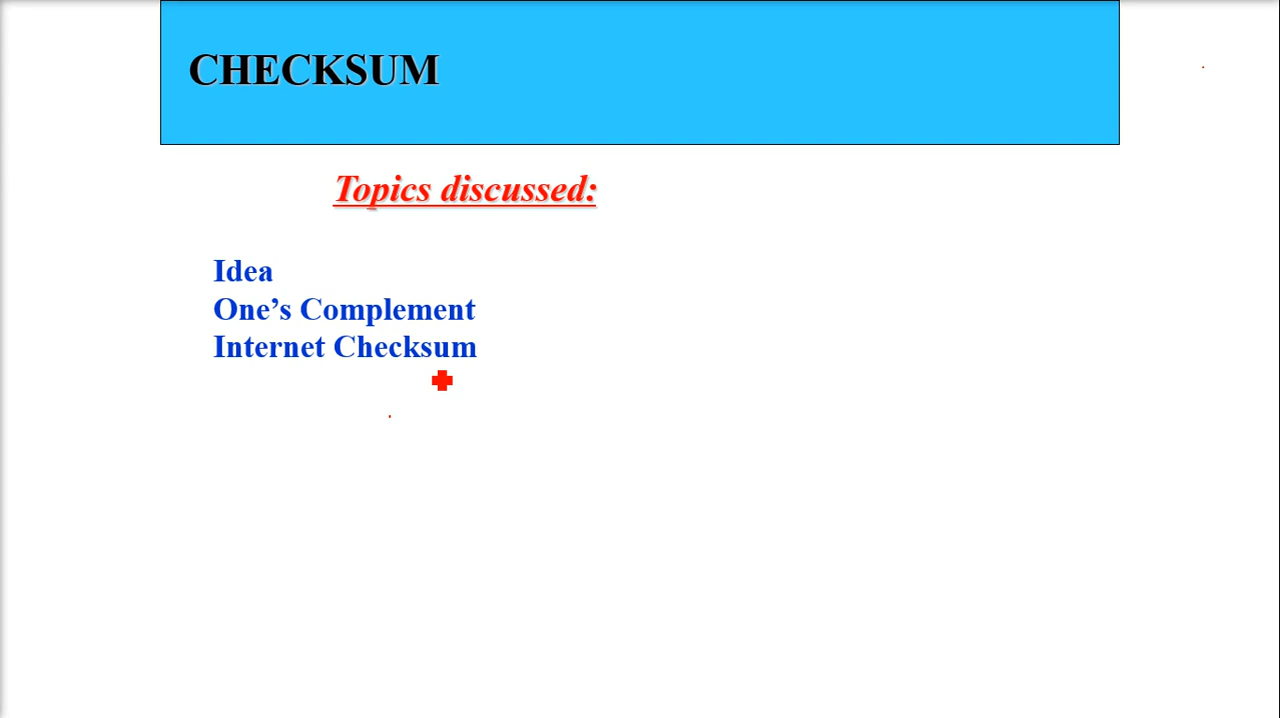 CHECKSUM
Topics discussed:
Idea
One’s Complement
Internet Checksum